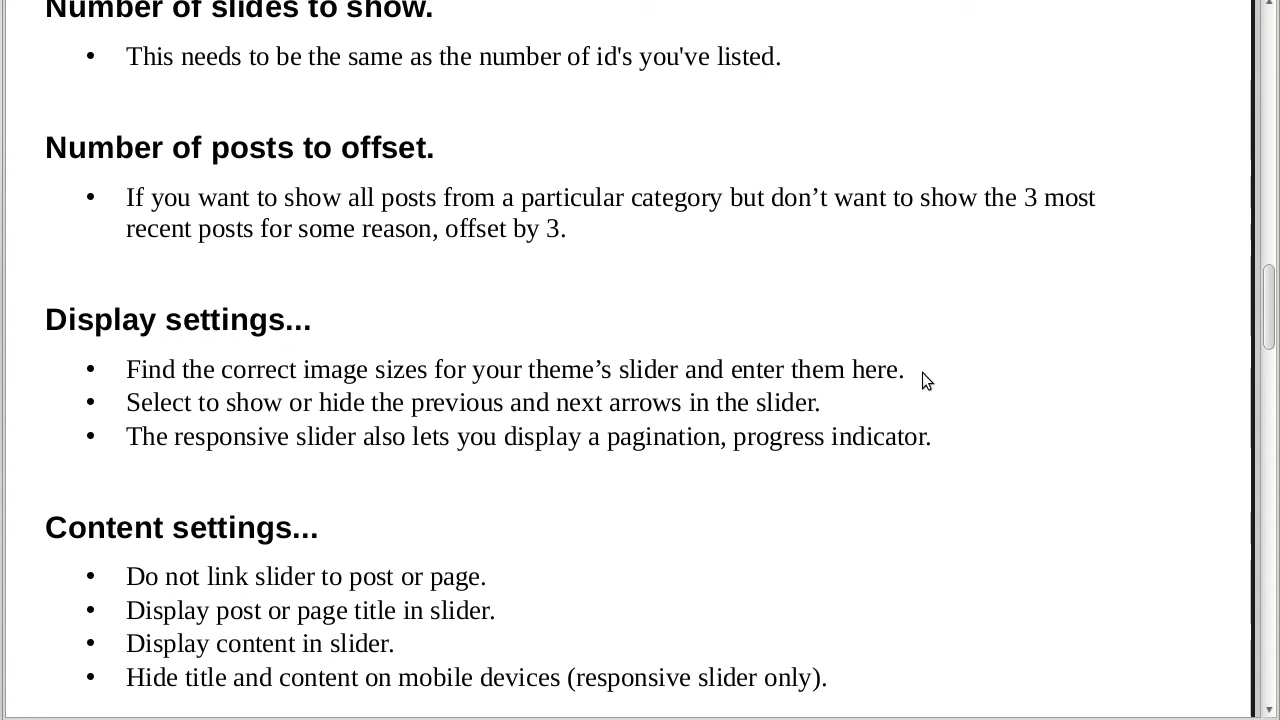 Number of slides to show.
• This needs to be the same as the number of id's you've listed.
Number of posts to offset.
• If you want to show all posts from a particular category but don’t want to show the 3 most
recent posts for some reason, offset by 3.
Display settings...
• Find the correct image sizes for your theme’s slider and enter them here.
• Select to show or hide the previous and next arrows in the slider.
• The responsive slider also lets you display a pagination, progress indicator.
Content settings...
• Do not link slider to post or page.
• Display post or page title in slider.
• Display content in slider.
• Hide title and content on mobile devices (responsive slider only).